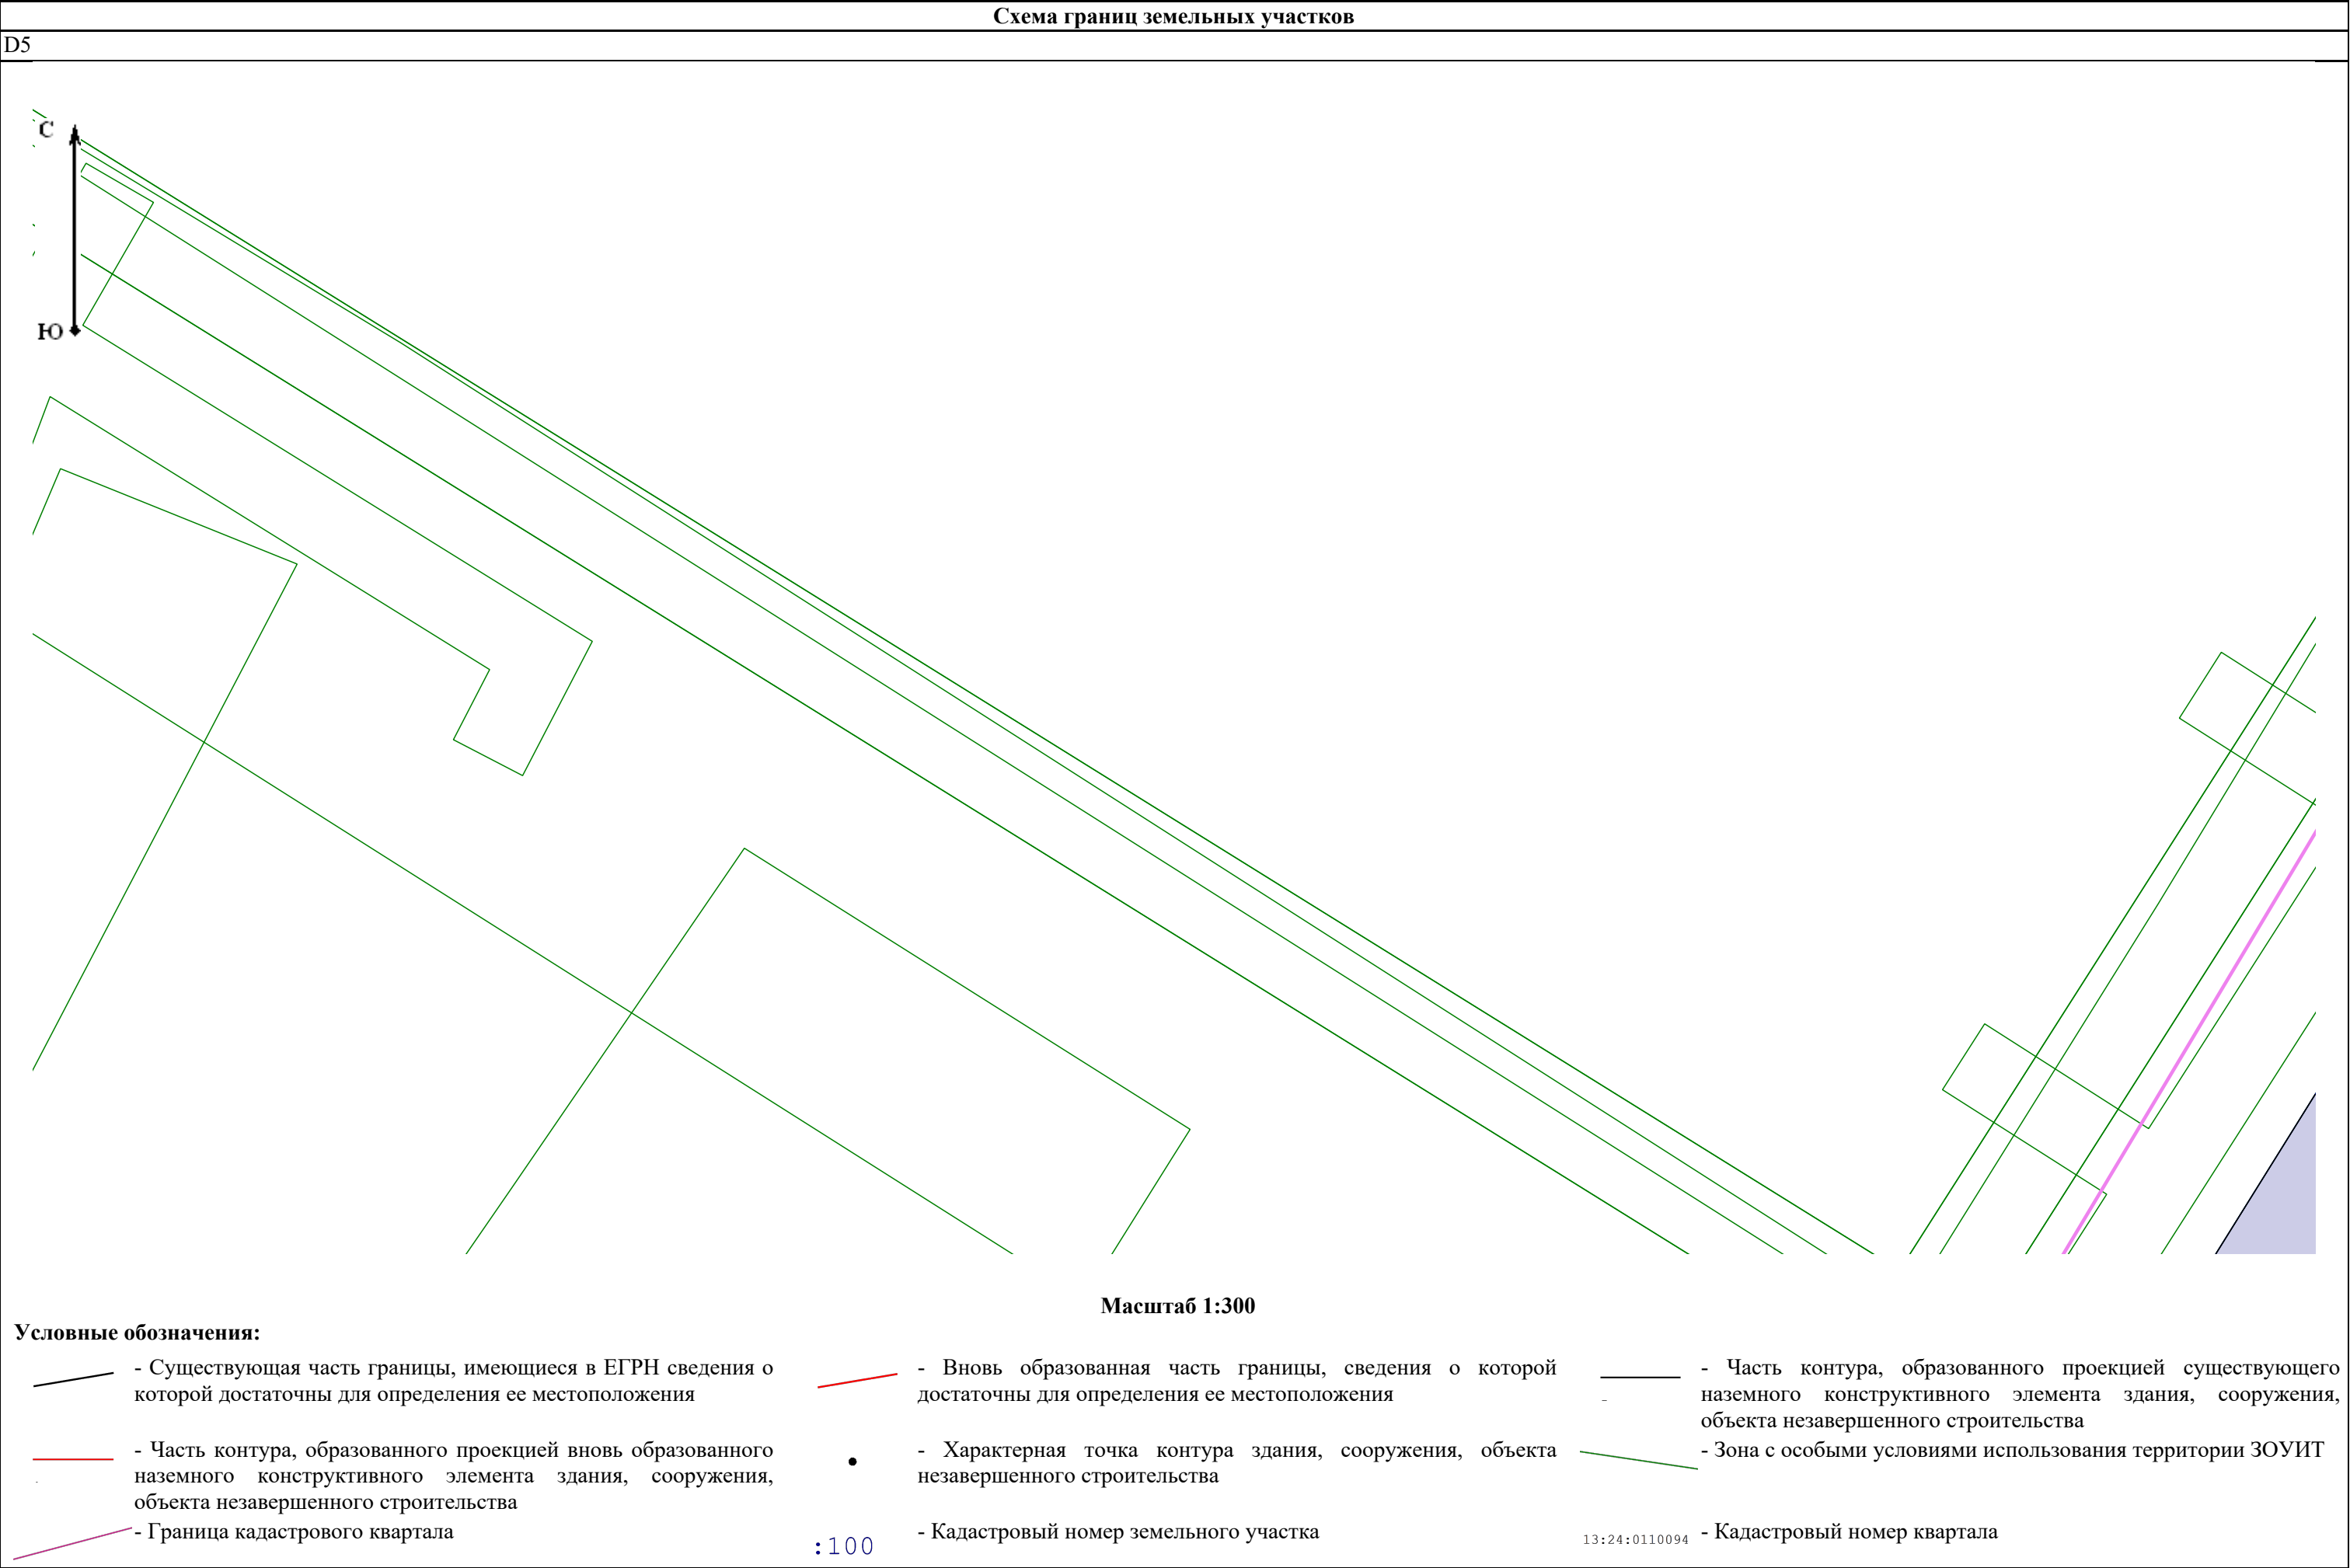 Схема границ земельных участков
D5
С
Ю
Масштаб 1:300
Условные обозначения:
- Существующая часть границы, имеющиеся в ЕГРН сведения о
которой достаточны для определения ее местоположения
- Вновь образованная часть границы, сведения о которой
достаточны для определения ее местоположения
- Часть контура, образованного проекцией существующего
наземного конструктивного элемента здания, сооружения,
объекта незавершенного строительства
- Часть контура, образованного проекцией вновь образованного
наземного конструктивного элемента здания, сооружения,
объекта незавершенного строительства
- Характерная точка контура здания, сооружения, объекта
незавершенного строительства
- Зона с особыми условиями использования территории ЗОУИТ
- Граница кадастрового квартала
:100
- Кадастровый номер земельного участка
13:24:0110094
- Кадастровый номер квартала